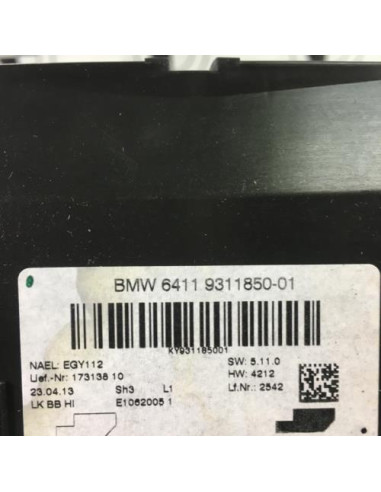 BMW 6411 9311850-01
KY931185001
NAEL: EGY112
SW: 5.11.0
Lief.-Nr: 173138 10
HW: 4212
23.04.13 Sh3 L1
Lf.Nr.: 2542
LK BB HI E1062005 1